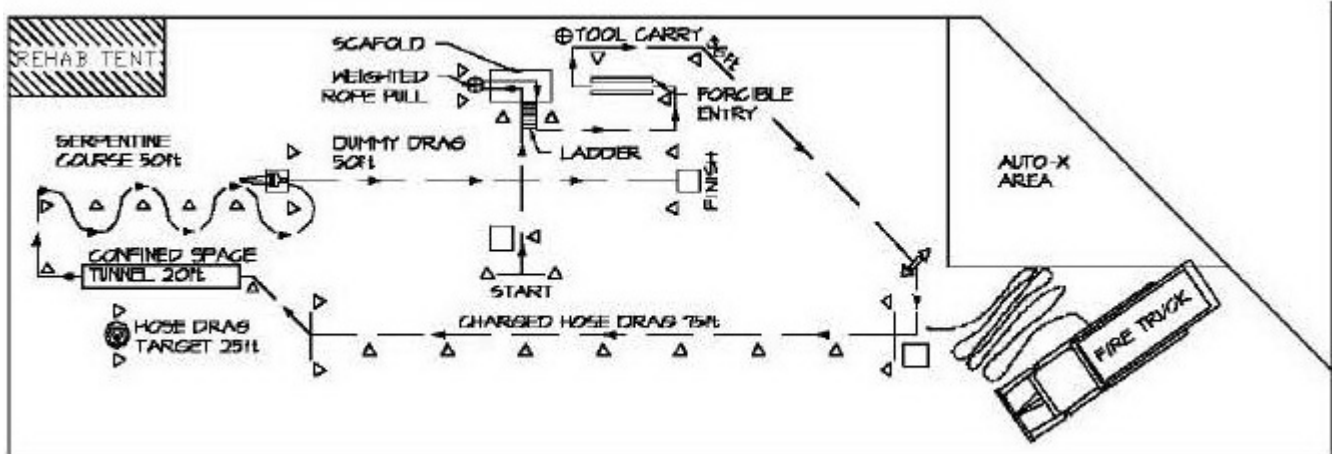 REHAB TENT
SCAFOLD
WEIGHTED
ROPE PULL
TOOL CARRY
FORCIBLE
ENTRY
SERPENTINE
COURSE 50ft
DUMMY DRAG
50ft
LADDER
FINISH
AUTO-X
AREA
CONFINED SPACE
TUNNEL 20ft
START
HOSE DRAG
TARGET 25ft
CHARGED HOSE DRAG 75ft
FIRE TRUCK